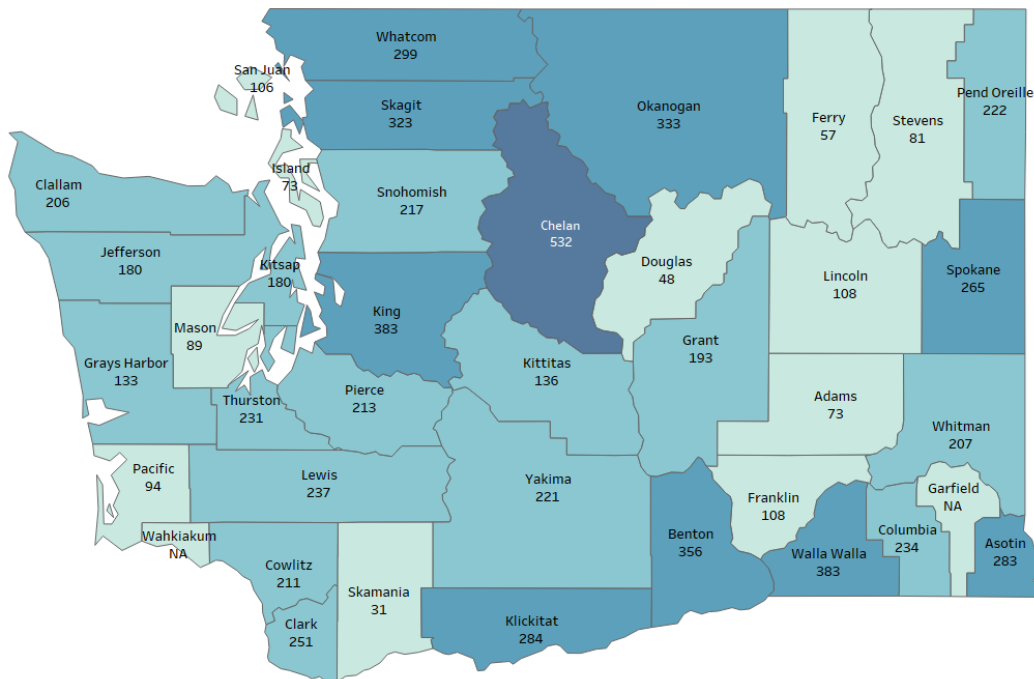 Whatcom
299
San Juan
106
Skagit
323
Okanogan
333
Ferry
57
Stevens
81
Pend Oreille
222
Island
73
Clallam
206
Snohomish
217
Chelan
532
Jefferson
180
Kitsap
180
Douglas
48
Lincoln
108
Spokane
265
King
383
Mason
89
Grays Harbor
133
Kittitas
136
Grant
193
Thurston
231
Pierce
213
Adams
73
Whitman
207
Pacific
94
Lewis
237
Yakima
221
Franklin
108
Garfield
NA
Wahkiakum
NA
Benton
356
Columbia
234
Walla Walla
383
Asotin
283
Cowlitz
211
Skamania
31
Clark
251
Klickitat
284